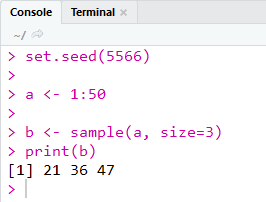 Console Terminal ×
~/
> set.seed(5566)
>
> a <- 1:50
>
> b <- sample(a, size=3)
> print(b)
[1] 21 36 47
>